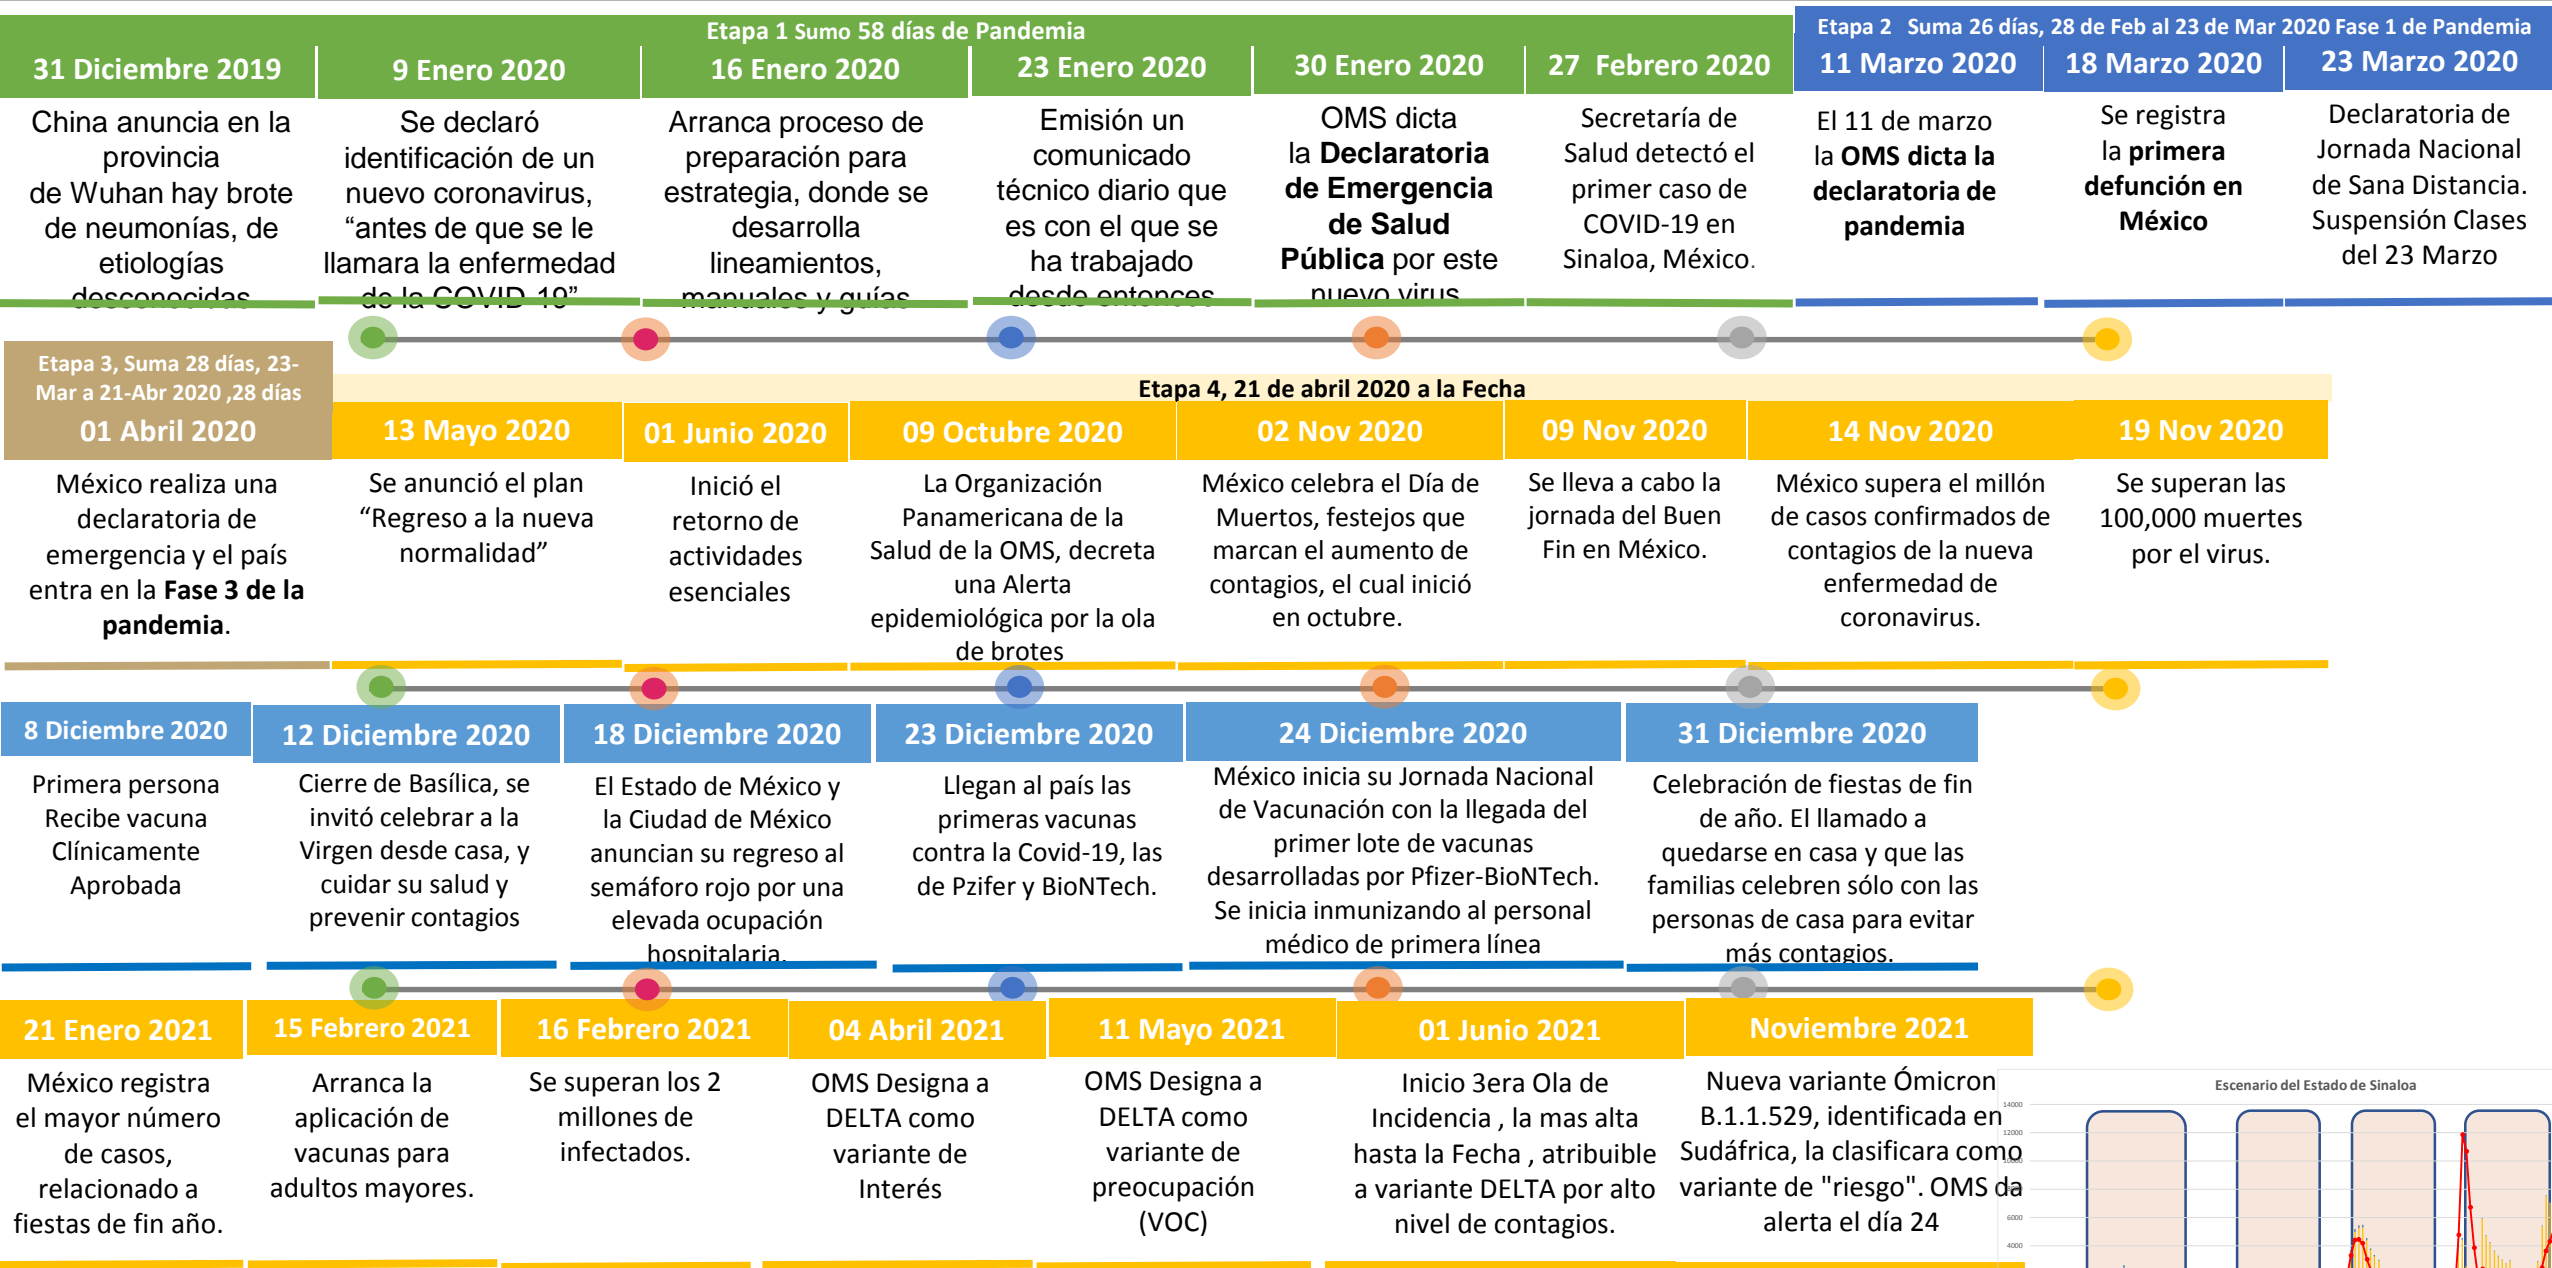 Etapa 1 Sumo 58 días de Pandemia
Etapa 2 Suma 26 días, 28 de Feb al 23 de Mar 2020 Fase 1 de Pandemia
31 Diciembre 2019
China anuncia en la
provincia
de Wuhan hay brote
de neumonías, de
etiologías
desconocidas
9 Enero 2020
Se declaró
identificación de un
nuevo coronavirus,
“antes de que se le
llamara la enfermedad
de la COVID-19”
16 Enero 2020
Arranca proceso de
preparación para
estrategia, donde se
desarrolla
lineamientos,
manuales y guías
23 Enero 2020
Emisión un
comunicado
técnico diario que
es con el que se
ha trabajado
desde entonces
30 Enero 2020
OMS dicta
la Declaratoria
de Emergencia
de Salud
Pública por este
nuevo virus
27 Febrero 2020
Secretaría de
Salud detectó el
primer caso de
COVID-19 en
Sinaloa, México.
11 Marzo 2020
El 11 de marzo
la OMS dicta la
declaratoria de
pandemia
18 Marzo 2020
Se registra
la primera
defunción en
México
23 Marzo 2020
Declaratoria de
Jornada Nacional
de Sana Distancia.
Suspensión Clases
del 23 Marzo
Etapa 3, Suma 28 días, 23-
Mar a 21-Abr 2020 ,28 días
Etapa 4, 21 de abril 2020 a la Fecha
01 Abril 2020
México realiza una
declaratoria de
emergencia y el país
entra en la Fase 3 de la
pandemia.
13 Mayo 2020
Se anunció el plan
“Regreso a la nueva
normalidad”
01 Junio 2020
Inició el
retorno de
actividades
esenciales
09 Octubre 2020
La Organización
Panamericana de la
Salud de la OMS, decreta
una Alerta
epidemiológica por la ola
de brotes
02 Nov 2020
México celebra el Día de
Muertos, festejos que
marcan el aumento de
contagios, el cual inició
en octubre.
09 Nov 2020
Se lleva a cabo la
jornada del Buen
Fin en México.
14 Nov 2020
México supera el millón
de casos confirmados de
contagios de la nueva
enfermedad de
coronavirus.
19 Nov 2020
Se superan las
100,000 muertes
por el virus.
8 Diciembre 2020
Primera persona
Recibe vacuna
Clínicamente
Aprobada
12 Diciembre 2020
Cierre de Basílica, se
invitó celebrar a la
Virgen desde casa, y
cuidar su salud y
prevenir contagios
18 Diciembre 2020
El Estado de México y
la Ciudad de México
anuncian su regreso al
semáforo rojo por una
elevada ocupación
hospitalaria.
23 Diciembre 2020
Llegan al país las
primeras vacunas
contra la Covid-19, las
de Pzifer y BioNTech.
24 Diciembre 2020
México inicia su Jornada Nacional
de Vacunación con la llegada del
primer lote de vacunas
desarrolladas por Pfizer-BioNTech.
Se inicia inmunizando al personal
médico de primera línea
31 Diciembre 2020
Celebración de fiestas de fin
de año. El llamado a
quedarse en casa y que las
familias celebren sólo con las
personas de casa para evitar
más contagios.
21 Enero 2021
México registra
el mayor número
de casos,
relacionado a
fiestas de fin año.
15 Febrero 2021
Arranca la
aplicación de
vacunas para
adultos mayores.
16 Febrero 2021
Se superan los 2
millones de
infectados.
04 Abril 2021
OMS Designa a
DELTA como
variante de
Interés
11 Mayo 2021
OMS Designa a
DELTA como
variante de
preocupación
(VOC)
01 Junio 2021
Inicio 3era Ola de
Incidencia , la mas alta
hasta la Fecha , atribuible
a variante DELTA por alto
nivel de contagios.
Noviembre 2021
Nueva variante Ómicron
B.1.1.529, identificada en
Sudáfrica, la clasificara como
variante de "riesgo". OMS da
alerta el día 24
Escenario del Estado de Sinaloa
14000
12000
6000
4000